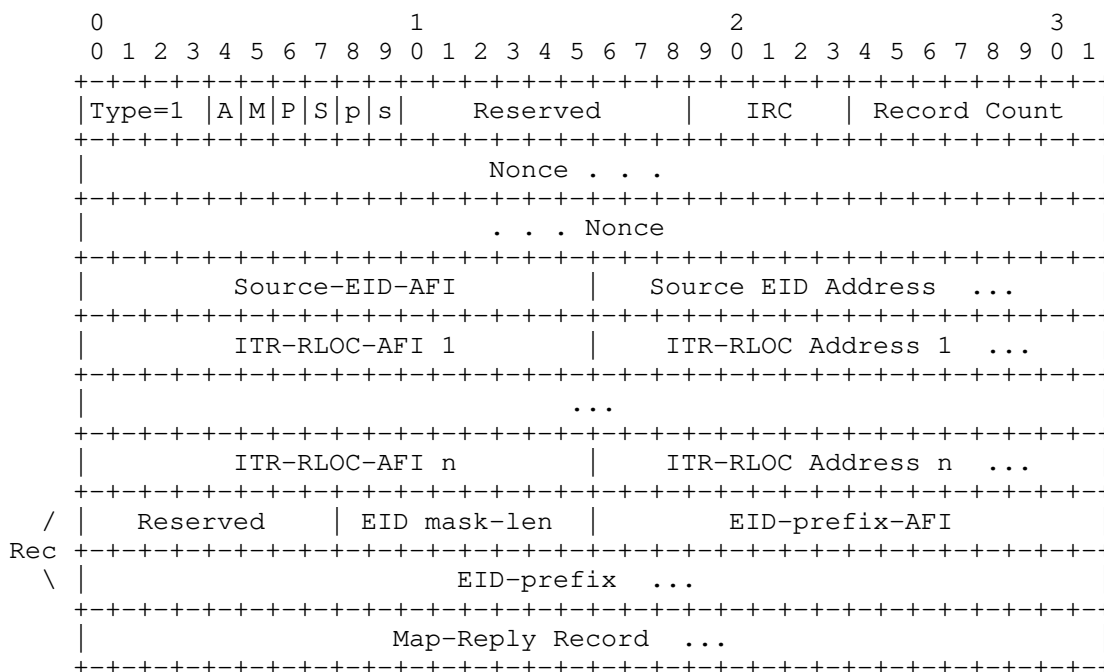 0                   1                   2                   3
 0 1 2 3 4 5 6 7 8 9 0 1 2 3 4 5 6 7 8 9 0 1 2 3 4 5 6 7 8 9 0 1
+-+-+-+-+-+-+-+-+-+-+-+-+-+-+-+-+-+-+-+-+-+-+-+-+-+-+-+-+-+-+-+-
|Type=1 |A|M|P|S|p|s|    Reserved     |   IRC   | Record Count
+-+-+-+-+-+-+-+-+-+-+-+-+-+-+-+-+-+-+-+-+-+-+-+-+-+-+-+-+-+-+-+-
|                         Nonce . . .
+-+-+-+-+-+-+-+-+-+-+-+-+-+-+-+-+-+-+-+-+-+-+-+-+-+-+-+-+-+-+-+-
|                         . . . Nonce
+-+-+-+-+-+-+-+-+-+-+-+-+-+-+-+-+-+-+-+-+-+-+-+-+-+-+-+-+-+-+-+-
|         Source-EID-AFI        |   Source EID Address  ...
+-+-+-+-+-+-+-+-+-+-+-+-+-+-+-+-+-+-+-+-+-+-+-+-+-+-+-+-+-+-+-+-
|         ITR-RLOC-AFI 1        |    ITR-RLOC Address 1  ...
+-+-+-+-+-+-+-+-+-+-+-+-+-+-+-+-+-+-+-+-+-+-+-+-+-+-+-+-+-+-+-+-
|                              ...
+-+-+-+-+-+-+-+-+-+-+-+-+-+-+-+-+-+-+-+-+-+-+-+-+-+-+-+-+-+-+-+-
|         ITR-RLOC-AFI n        |    ITR-RLOC Address n  ...
+-+-+-+-+-+-+-+-+-+-+-+-+-+-+-+-+-+-+-+-+-+-+-+-+-+-+-+-+-+-+-+-
/ |   Reserved    | EID mask-len  |        EID-prefix-AFI
Rec +-+-+-+-+-+-+-+-+-+-+-+-+-+-+-+-+-+-+-+-+-+-+-+-+-+-+-+-+-+-+-+-
\ |                       EID-prefix  ...
+-+-+-+-+-+-+-+-+-+-+-+-+-+-+-+-+-+-+-+-+-+-+-+-+-+-+-+-+-+-+-+-
|                   Map-Reply Record  ...
+-+-+-+-+-+-+-+-+-+-+-+-+-+-+-+-+-+-+-+-+-+-+-+-+-+-+-+-+-+-+-+-